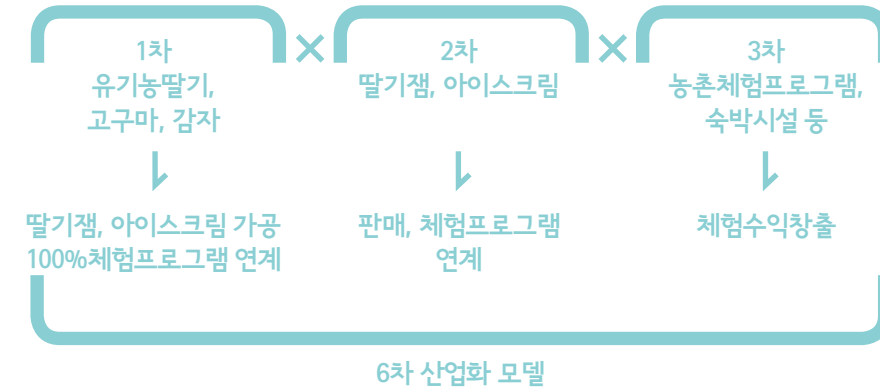 1차
유기농딸기,
고구마, 감자
×
2차
딸기잼, 아이스크림
×
3차
농촌체험프로그램,
숙박시설 둥
딸기잼, 아이스크림 가공
100%체험프로그램 연계
판매, 체험프로그램
연계
체험수익창출
6차 산업화 모델